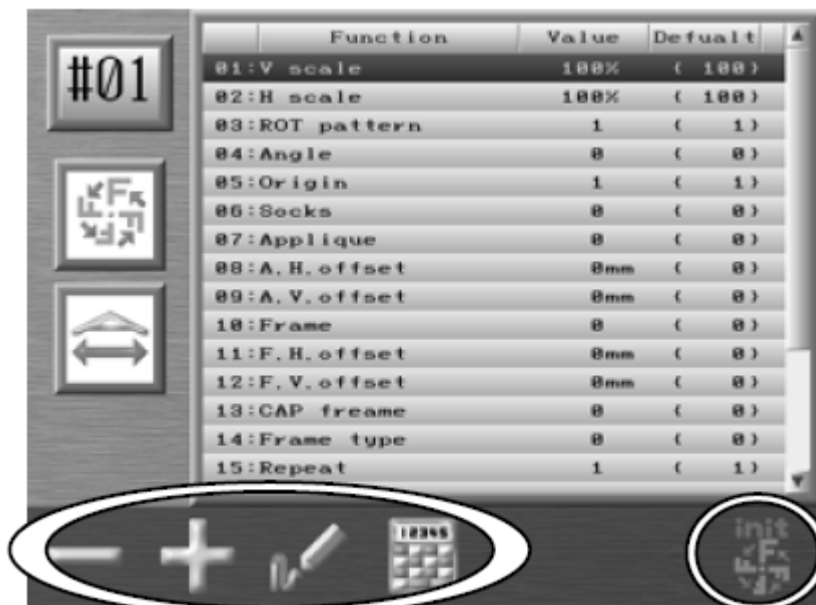 #01
Function Value Defualt
01:V scale 100% ( 100)
02:H scale 100% ( 100)
03:ROT pattern 1 ( 1)
04:Angle 0 ( 0)
05:Origin 1 ( 1)
06:Socks 0 ( 0)
07:Applique 0 ( 0)
08:A.H.offset 0mm ( 0)
09:A.V.offset 0mm ( 0)
10:Frame 0 ( 0)
11:F.H.offset 0mm ( 0)
12:F.V.offset 0mm ( 0)
13:CAP freame 0 ( 0)
14:Frame type 0 ( 0)
15:Repeat 1 ( 1)
12345
init